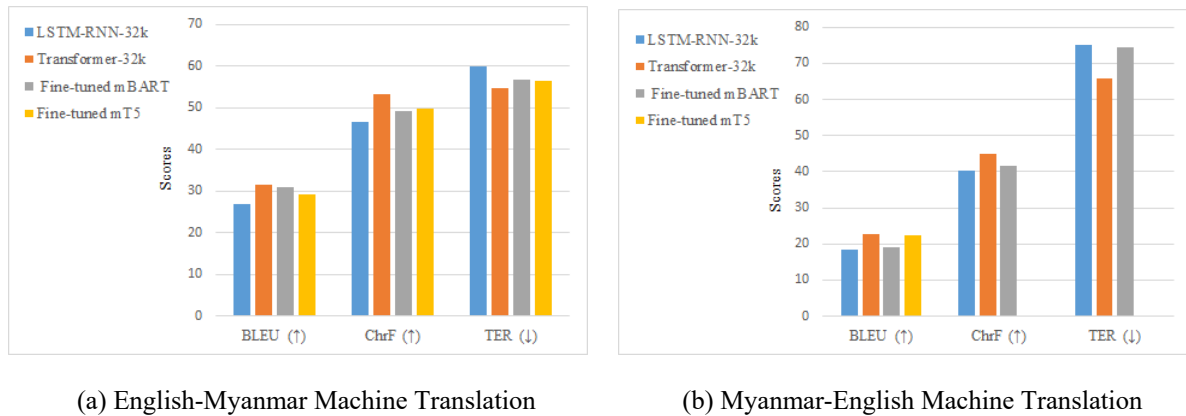 LSTM-RNN-32k
Transformer-32k
Fine-tuned mBART
Fine-tuned mT5
Scores
70
60
50
40
30
20
10
0
BLEU (↑)
ChrF (↑)
TER (↓)
(a) English-Myanmar Machine Translation
LSTM-RNN-32k
Transformer-32k
Fine-tuned mBART
Fine-tuned mT5
Scores
80
70
60
50
40
30
20
10
0
BLEU (↑)
ChrF (↑)
TER (↓)
(b) Myanmar-English Machine Translation